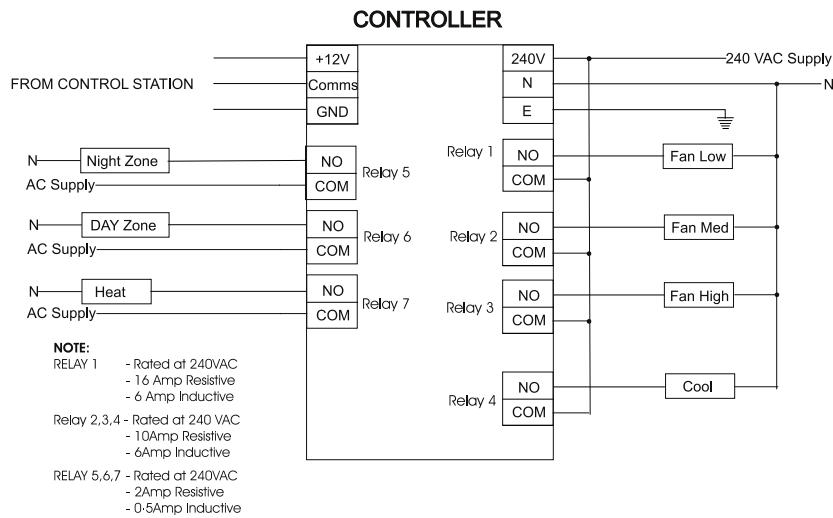 CONTROLLER
+12V
FROM CONTROL STATION
Comms
GND
240V
240 VAC Supply
N
N
E
N
Night Zone
NO
AC Supply
COM
Relay 5
N
DAY Zone
NO
AC Supply
COM
Relay 6
N
Heat
NO
AC Supply
COM
Relay 7
Relay 1
NO
Fan Low
COM
Relay 2
NO
Fan Med
COM
Relay 3
NO
Fan High
COM
Relay 4
NO
Cool
COM
NOTE:
RELAY 1 - Rated at 240VAC
- 16 Amp Resistive
- 6 Amp Inductive
Relay 2,3,4 - Rated at 240 VAC
- 10Amp Resistive
- 6Amp Inductive
RELAY 5,6,7 - Rated at 240VAC
- 2Amp Resistive
- 0·5Amp Inductive